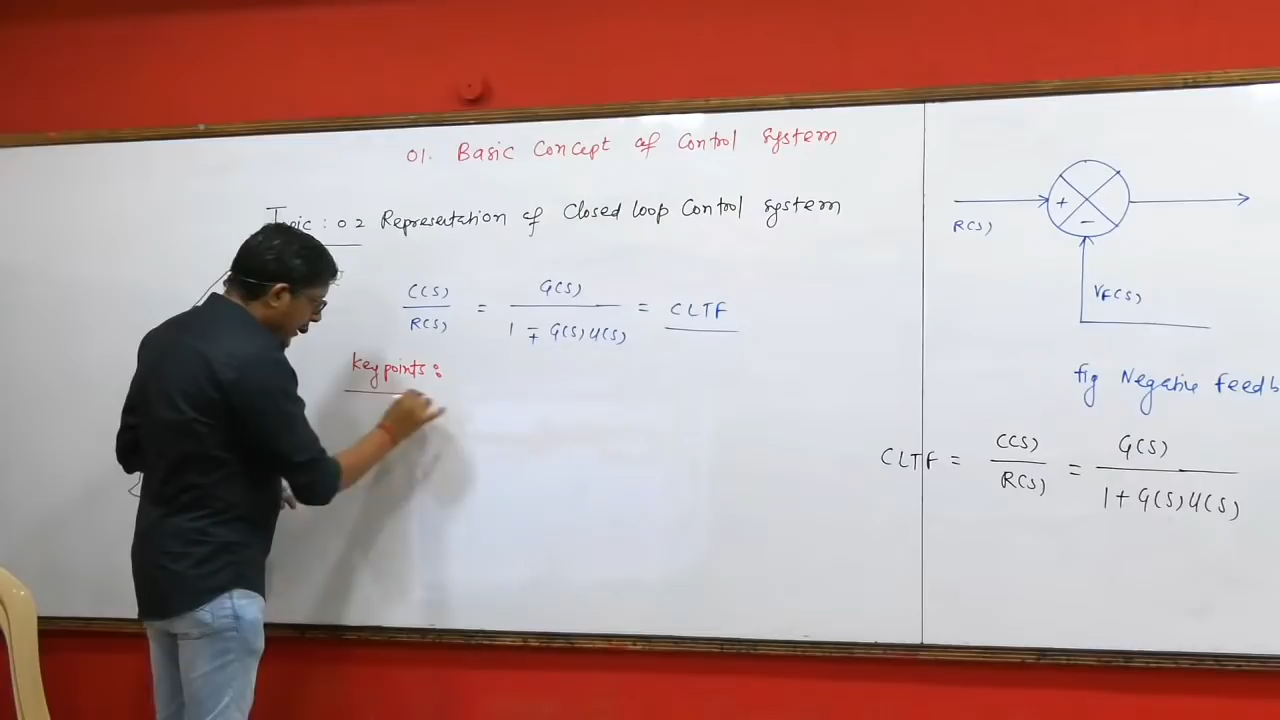 01. Basic Concept of Control System
Topic : 02 Representation of Closed loop Control System
C(S) / R(S) = G(S) / 1 ∓ G(S)H(S) = CLTF
Key points :
+
−
R(S)
VF(S)
fig Negative Feedb
CLTF = C(S) / R(S) = G(S) / 1 + G(S)H(S)